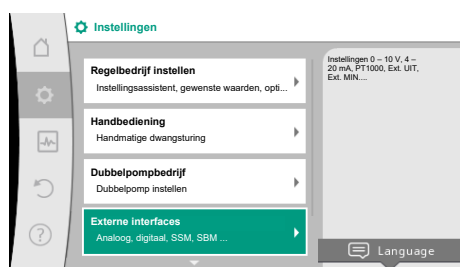 Instellingen
Regelbedrijf instellen
Instellingsassistent, gewenste waarden, opti...
Handbediening
Handmatige dwangsturing
Dubbelpompbedrijf
Dubbelpomp instellen
Externe interfaces
Analoog, digitaal, SSM, SBM ...
Instellingen 0 – 10 V, 4 –
20 mA, PT1000, Ext. UIT,
Ext. MIN....
Language